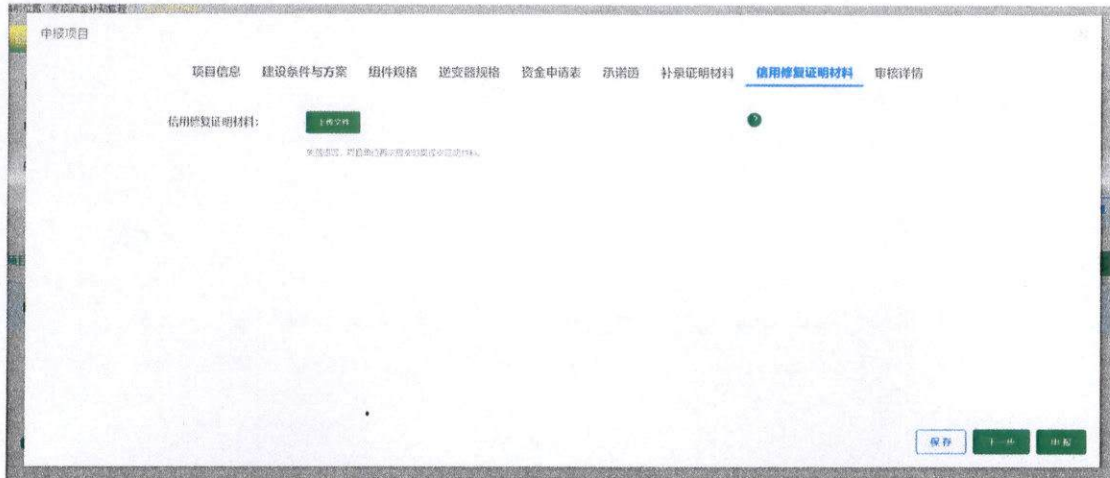 申报项目
项目信息 建设条件与方案 组件规格 逆变器规格 资金申请表 承诺函 补录证明材料 信用修复证明材料 审核详情
信用修复证明材料：
上传文件
保存 下一步 申报